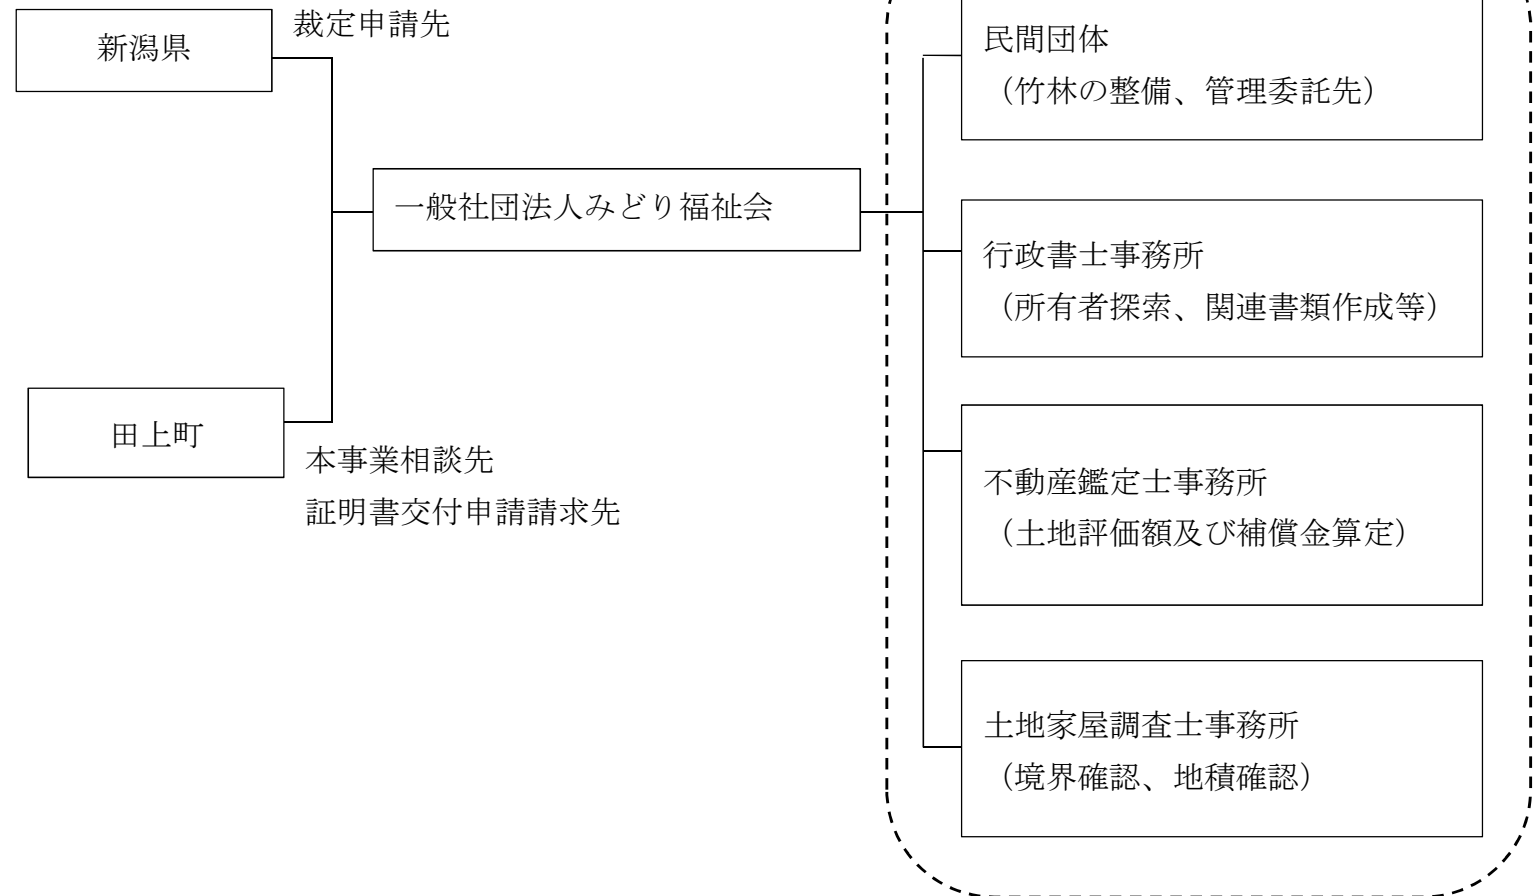 新潟県
裁定申請先
一般社団法人みどり福祉会
田上町
本事業相談先
証明書交付申請請求先
民間団体
（竹林の整備、管理委託先）
行政書士事務所
（所有者探索、関連書類作成等）
不動産鑑定士事務所
（土地評価額及び補償金算定）
土地家屋調査士事務所
（境界確認、地積確認）